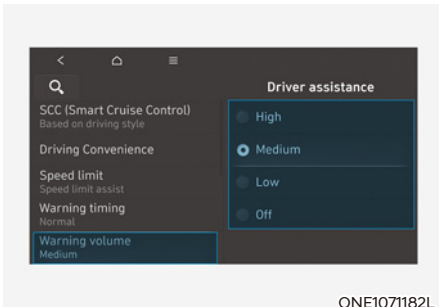 Driver assistance
SCC (Smart Cruise Control)
Based on driving style
Driving Convenience
Speed limit
Speed limit assist
Warning timing
Normal
Warning volume
Medium
High
Medium
Low
Off
ONE1071182L